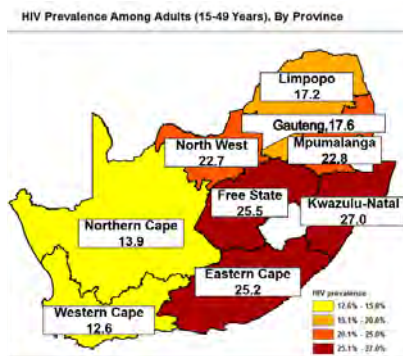 HIV Prevalence Among Adults (15-49 Years), By Province
Limpopo
17.2
Gauteng,17.6
Mpumalanga
22.8
North West
22.7
Free State
25.5
Kwazulu-Natal
27.0
Northern Cape
13.9
Eastern Cape
25.2
Western Cape
12.6
HIV prevalence
12.6% - 15.0%
15.1% - 20.0%
20.1% - 25.0%
25.1% - 27.0%